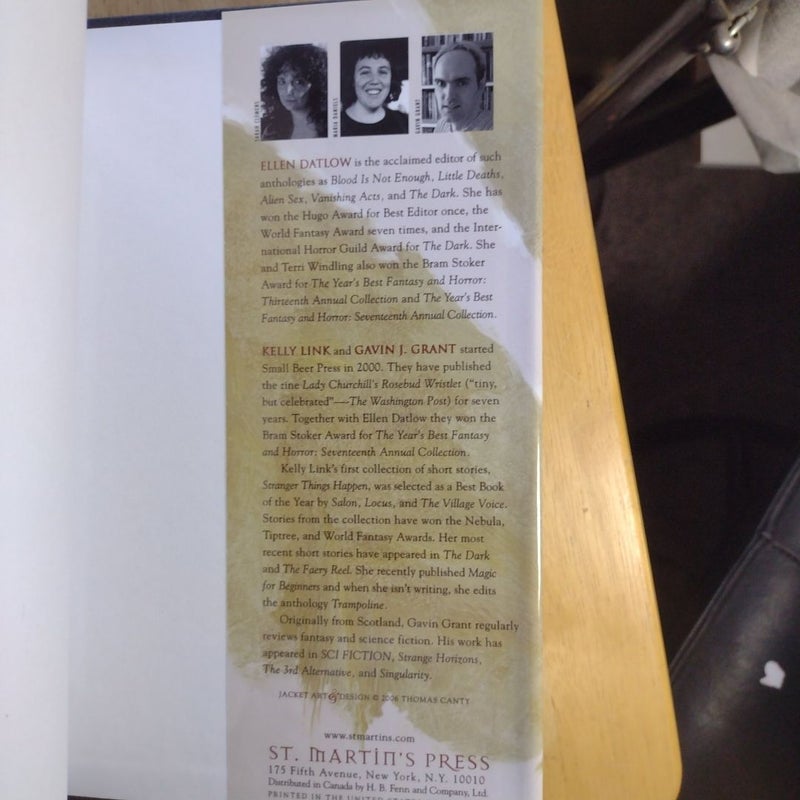 MARIA DANIELS
GAVIN GRANT
ELLEN DATLOW is the acclaimed editor of such
anthologies as Blood Is Not Enough, Little Deaths,
Alien Sex, Vanishing Acts, and The Dark. She has
won the Hugo Award for Best Editor once, the
World Fantasy Award seven times, and the Inter-
national Horror Guild Award for The Dark. She
and Terri Windling also won the Bram Stoker
Award for The Year's Best Fantasy and Horror:
Thirteenth Annual Collection and The Year's Best
Fantasy and Horror: Seventeenth Annual Collection.
KELLY LINK and GAVIN J. GRANT started
Small Beer Press in 2000. They have published
the zine Lady Churchill's Rosebud Wristlet ("tiny,
but celebrated"—The Washington Post) for seven
years. Together with Ellen Datlow they won the
Bram Stoker Award for The Year's Best Fantasy
and Horror: Seventeenth Annual Collection.
Kelly Link's first collection of short stories,
Stranger Things Happen, was selected as a Best Book
of the Year by Salon, Locus, and The Village Voice.
Stories from the collection have won the Nebula,
Tiptree, and World Fantasy Awards. Her most
recent short stories have appeared in The Dark
and The Faery Reel. She recently published Magic
for Beginners and when she isn't writing, she edits
the anthology Trampoline.
Originally from Scotland, Gavin Grant regularly
reviews fantasy and science fiction. His work has
appeared in SCI FICTION, Strange Horizons,
The 3rd Alternative, and Singularity.
JACKET ART & DESIGN © 2006 THOMAS CANTY
www.stmartins.com
ST. MARTIN'S PRESS
175 Fifth Avenue, New York, N.Y. 10010
Distributed in Canada by H. B. Fenn and Company, Ltd.
PRINTED IN THE UNITED